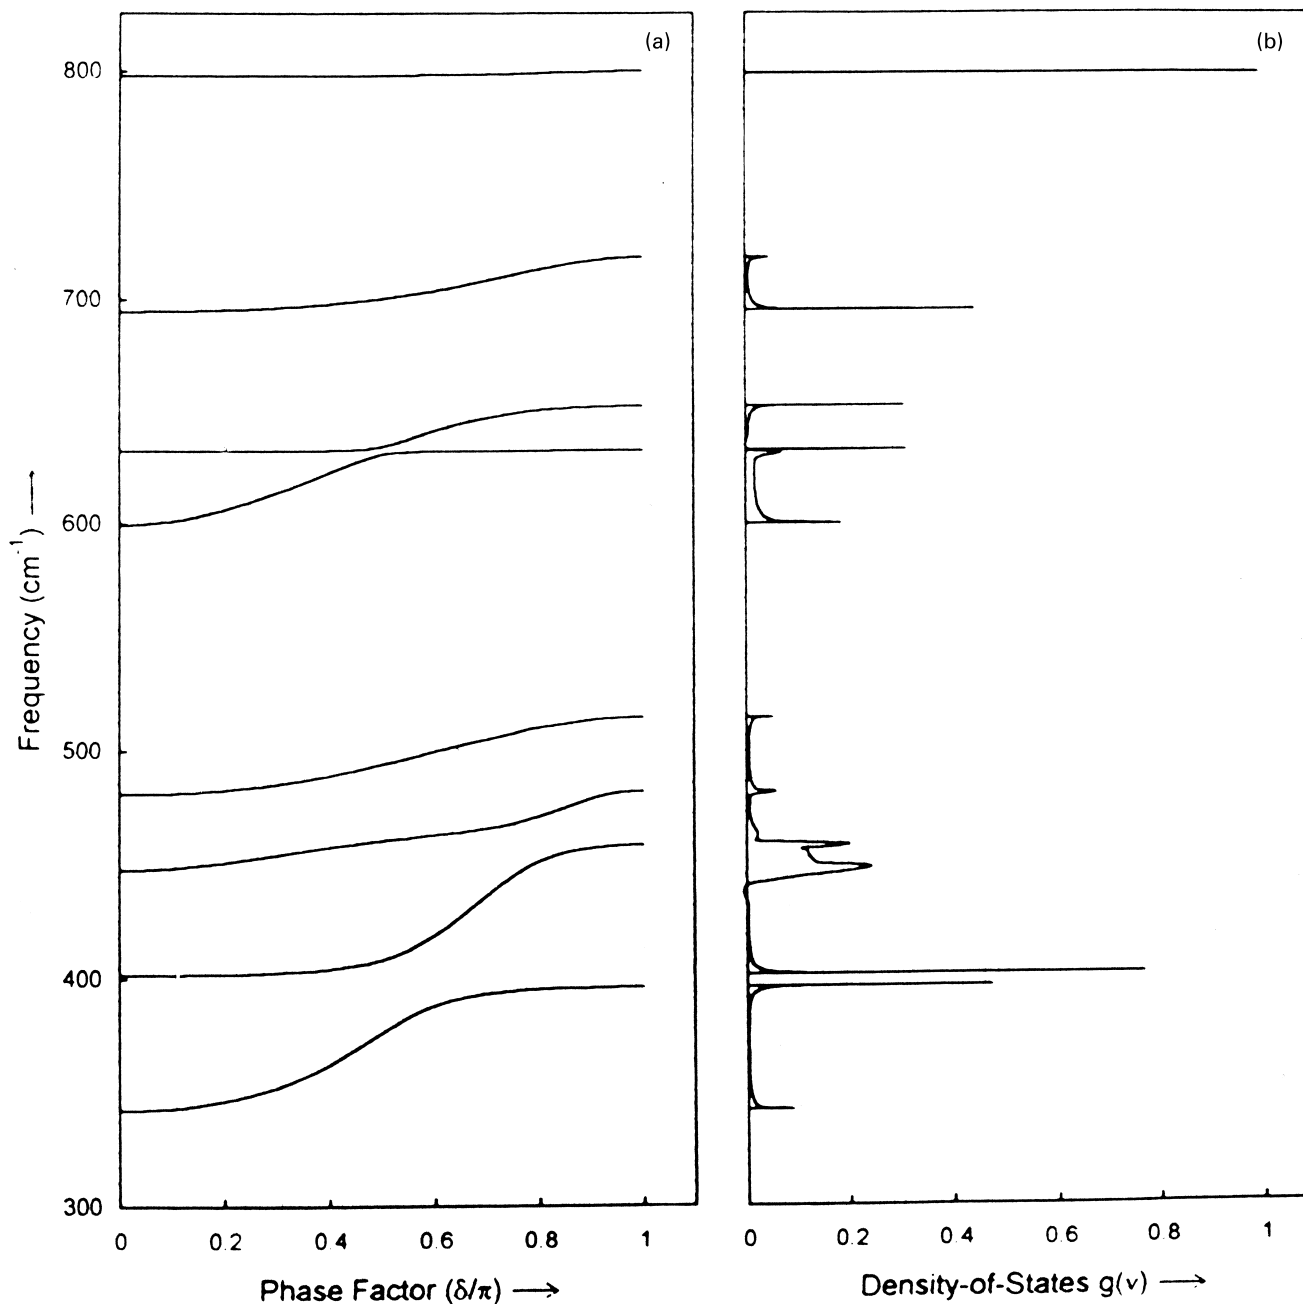 (a)
(b)
800
700
600
500
400
300
0 0.2 0.4 0.6 0.8 1
0 0.2 0.4 0.6 0.8 1
Frequency (cm⁻¹) ⟶
Phase Factor (δ/π) ⟶
Density-of-States g(ν) ⟶